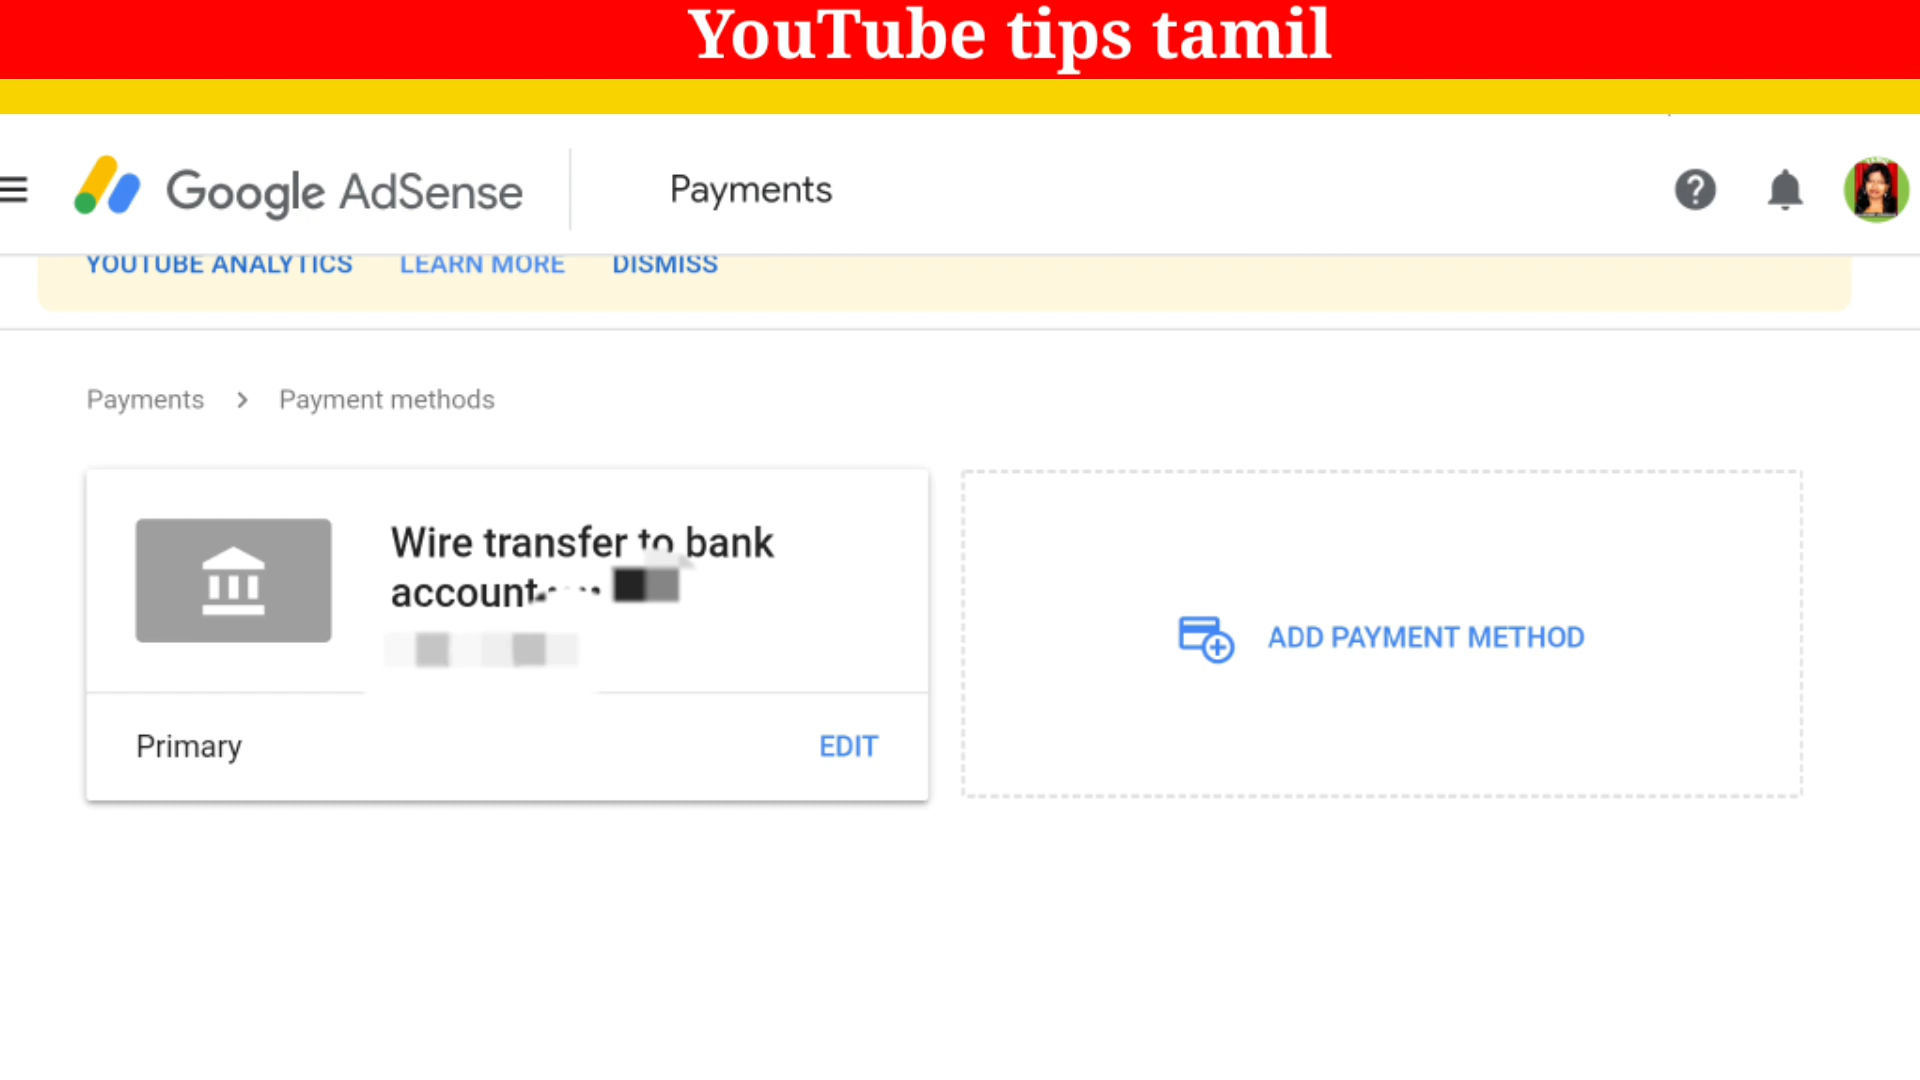 YouTube tips tamil
Google AdSense
Payments
YOUTUBE ANALYTICS LEARN MORE DISMISS
Payments > Payment methods
Wire transfer to bank
account
Primary
EDIT
ADD PAYMENT METHOD